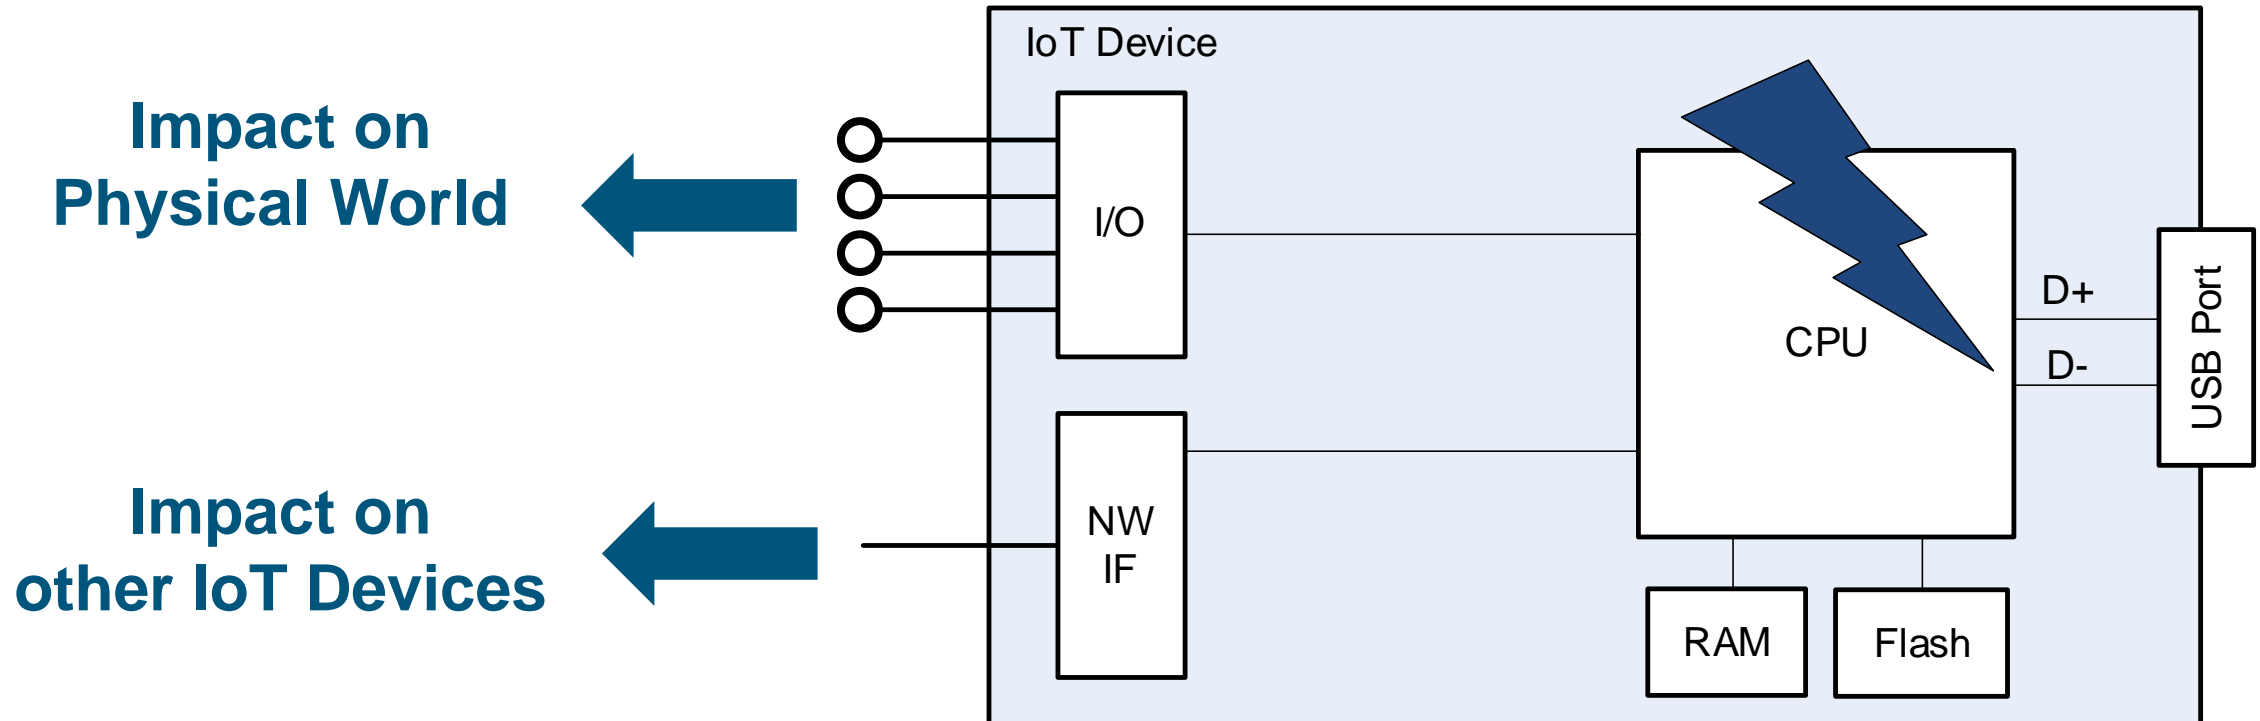 IoT Device
Impact on
Physical World
I/O
CPU
D+
D-
USB Port
Impact on
other IoT Devices
NW
IF
RAM
Flash